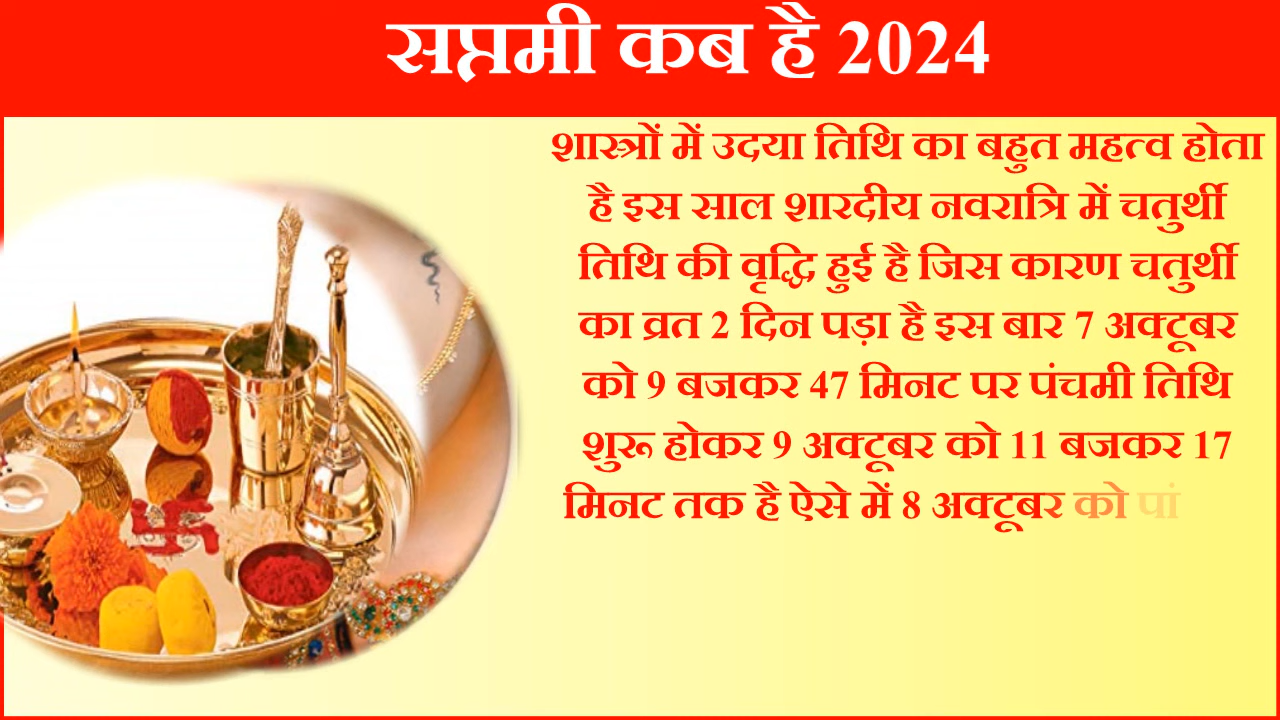 सप्तमी कब है 2024
शास्त्रों में उदया तिथि का बहुत महत्व होता
है इस साल शारदीय नवरात्रि में चतुर्थी
तिथि की वृद्धि हुई है जिस कारण चतुर्थी
का व्रत 2 दिन पड़ा है इस बार 7 अक्टूबर
को 9 बजकर 47 मिनट पर पंचमी तिथि
शुरू होकर 9 अक्टूबर को 11 बजकर 17
मिनट तक है ऐसे में 8 अक्टूबर को पां